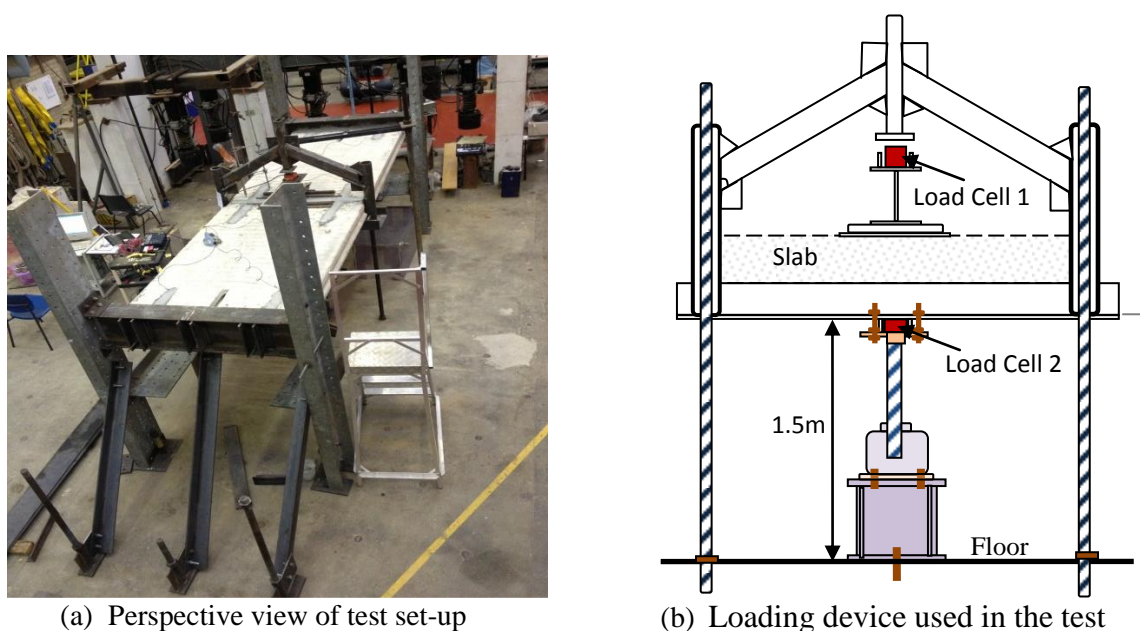 Load Cell 1
Slab
Load Cell 2
1.5m
Floor
(a) Perspective view of test set-up
(b) Loading device used in the test